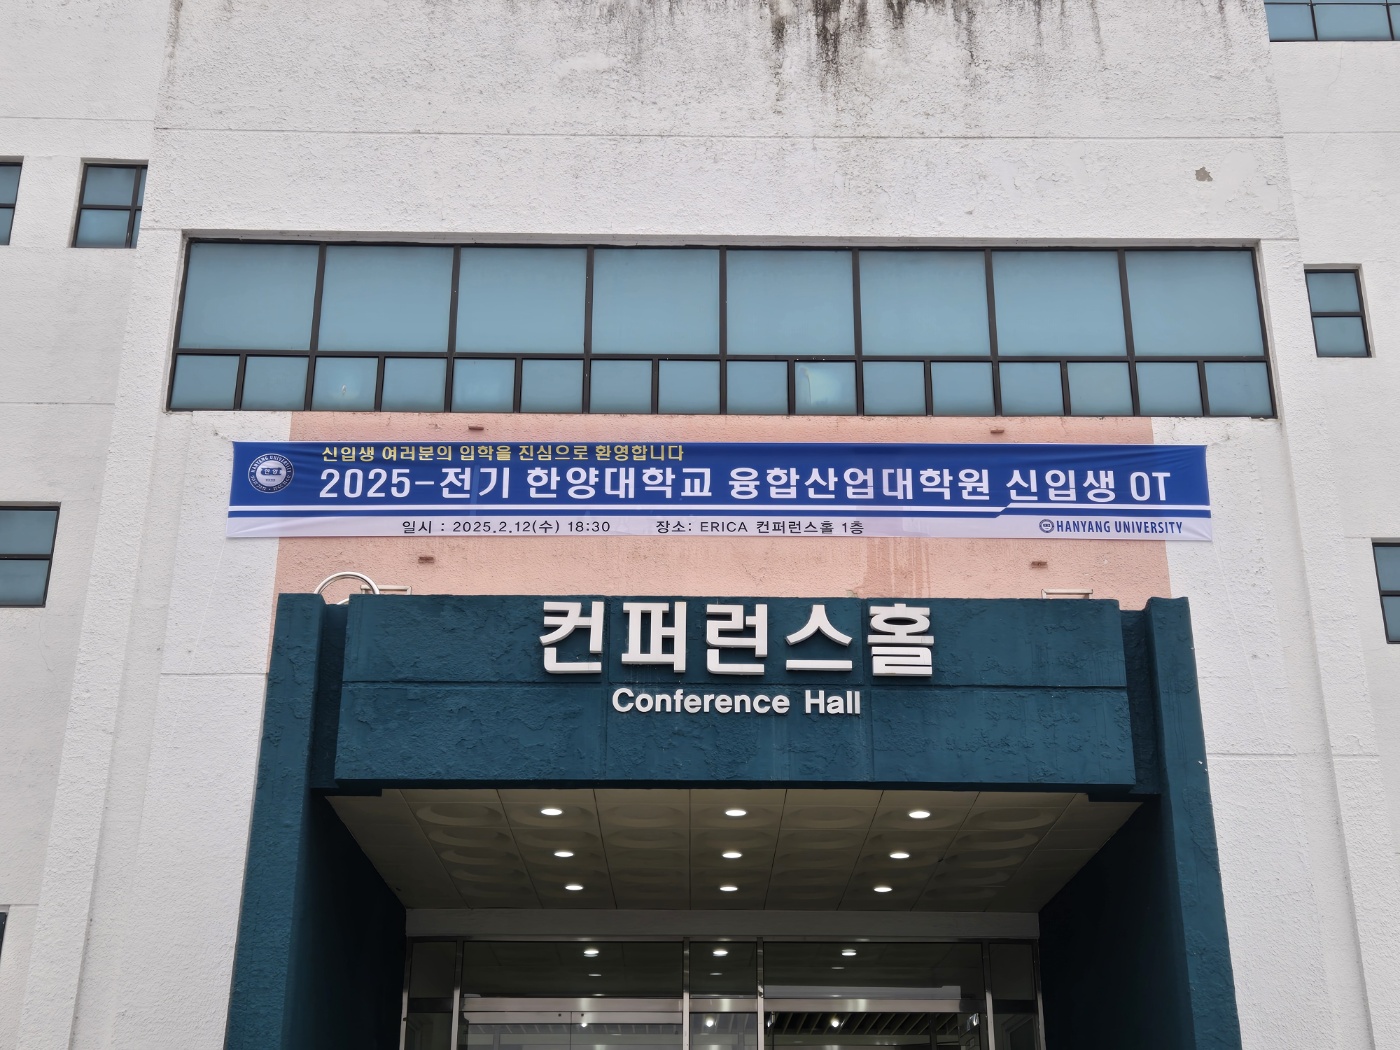 신입생 여러분의 입학을 진심으로 환영합니다
2025-전기 한양대학교 융합산업대학원 신입생 OT
일시 : 2025.2.12(수) 18:30 장소: ERICA 컨퍼런스홀 1층
HANYANG UNIVERSITY
컨퍼런스홀
Conference Hall